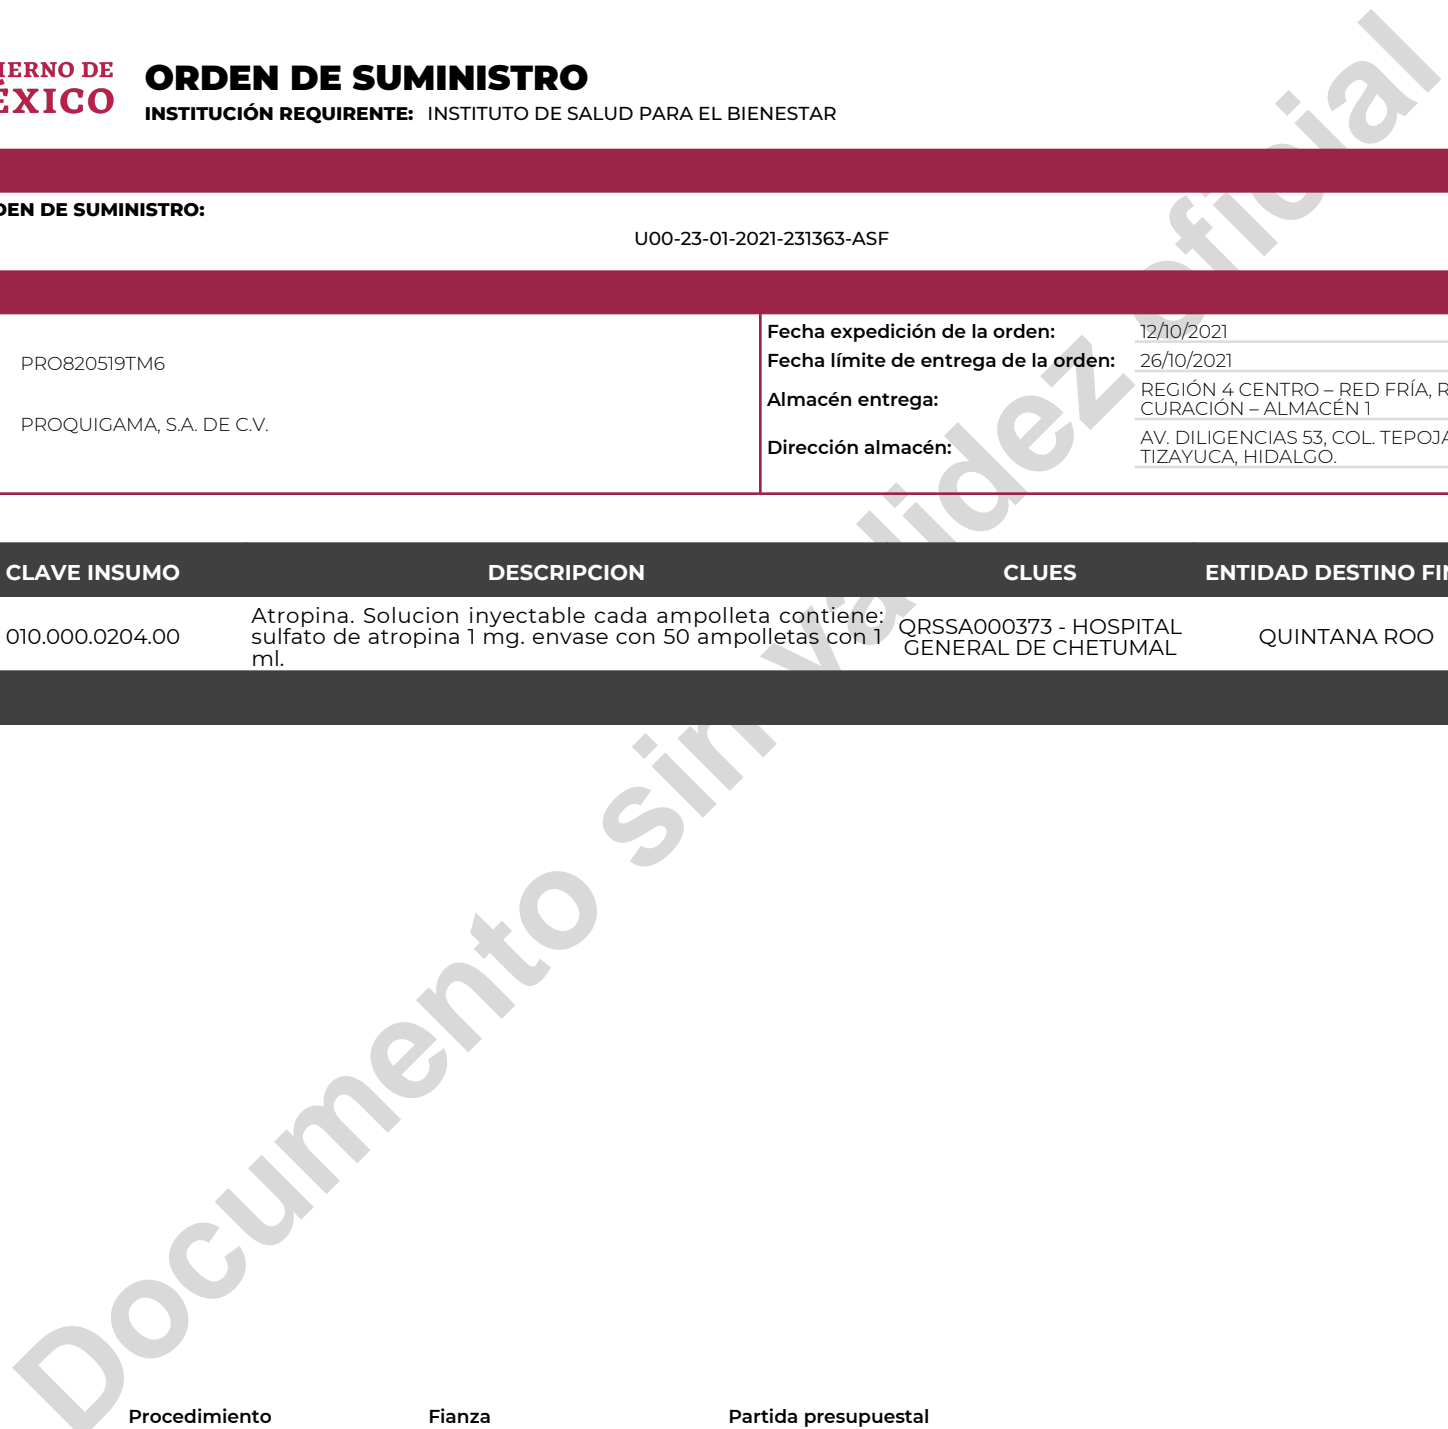 IERNO DE
ÉXICO
ORDEN DE SUMINISTRO
INSTITUCIÓN REQUIRENTE: INSTITUTO DE SALUD PARA EL BIENESTAR
DEN DE SUMINISTRO:
U00-23-01-2021-231363-ASF
PRO820519TM6
PROQUIGAMA, S.A. DE C.V.
Fecha expedición de la orden: 12/10/2021
Fecha límite de entrega de la orden: 26/10/2021
Almacén entrega: REGIÓN 4 CENTRO – RED FRÍA, R
CURACIÓN – ALMACÉN 1
Dirección almacén: AV. DILIGENCIAS 53, COL. TEPOJA
TIZAYUCA, HIDALGO.
CLAVE INSUMO DESCRIPCION CLUES ENTIDAD DESTINO FIN
010.000.0204.00
Atropina. Solucion inyectable cada ampolleta contiene:
sulfato de atropina 1 mg. envase con 50 ampolletas con 1
ml.
QRSSA000373 - HOSPITAL
GENERAL DE CHETUMAL
QUINTANA ROO
Documento sin validez oficial
Procedimiento Fianza Partida presupuestal